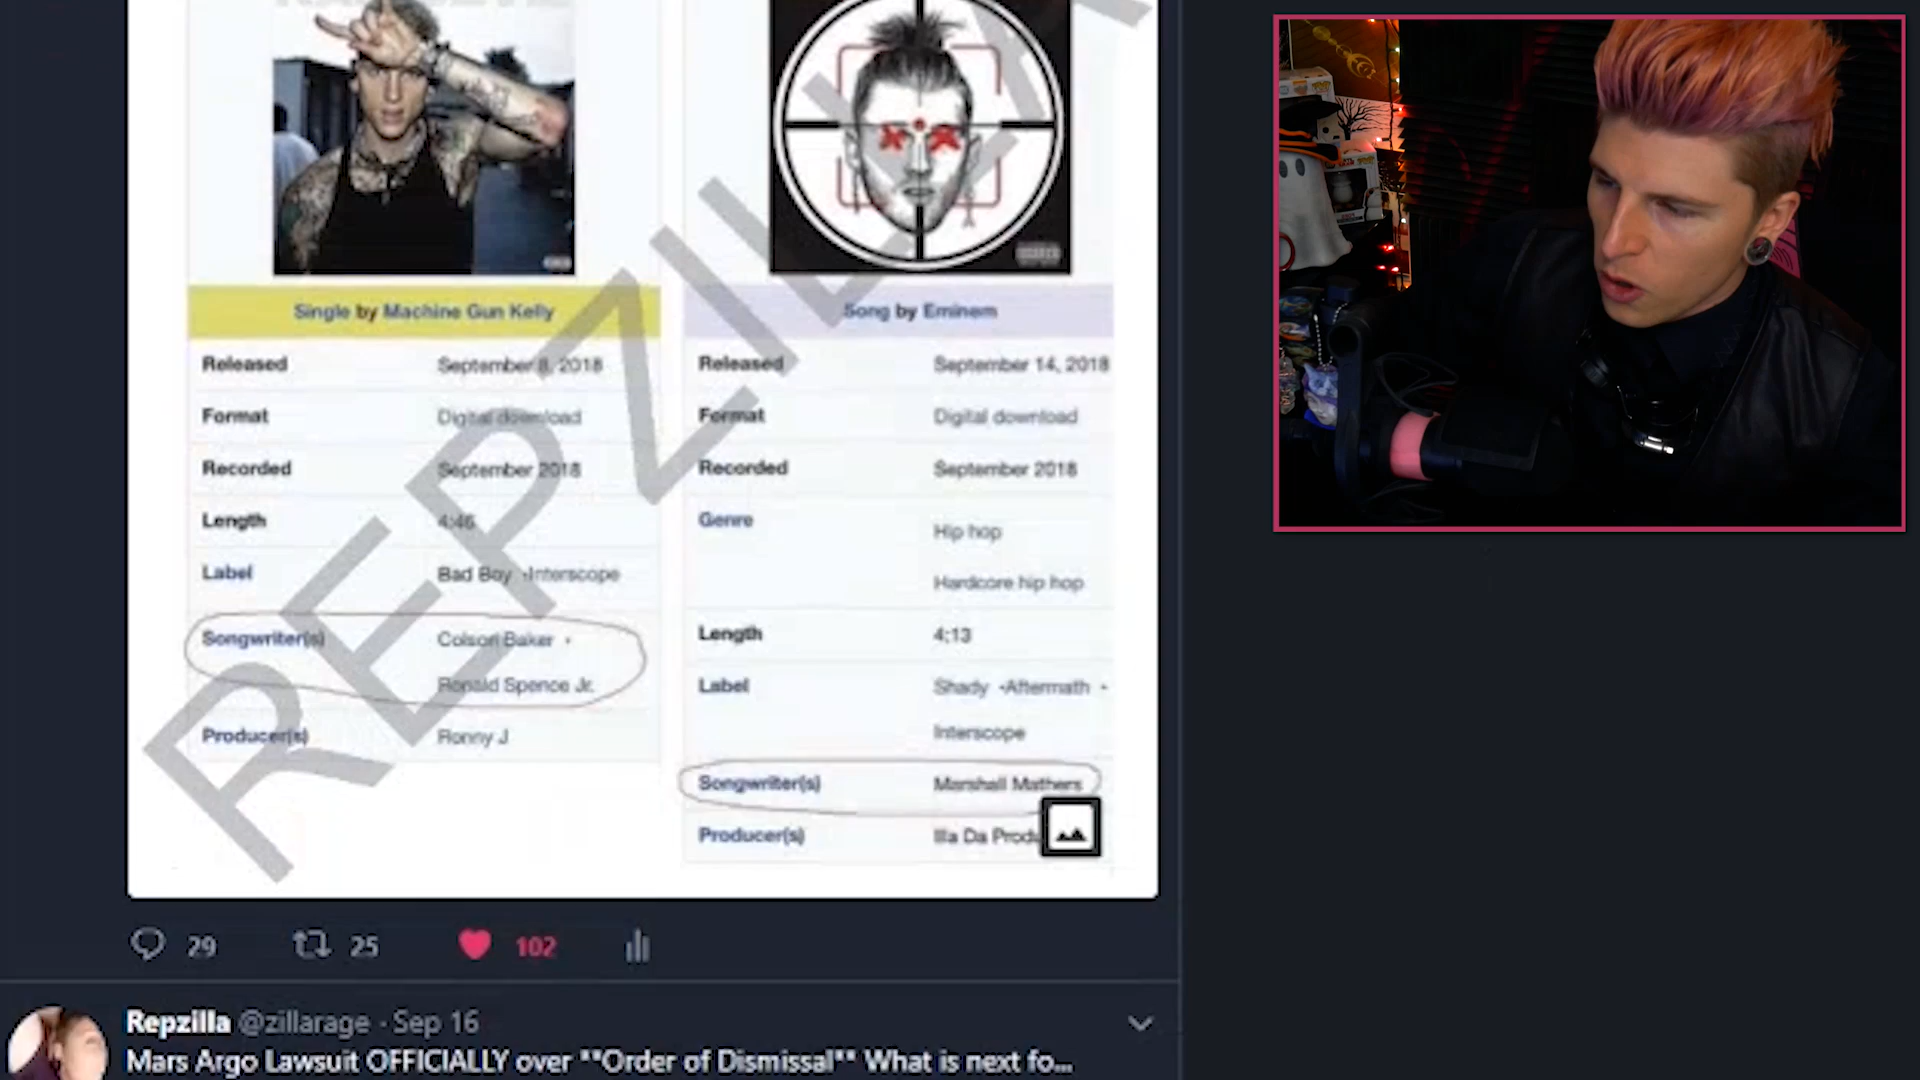 REPZILLA
Single by Machine Gun Kelly
Released September 8, 2018
Format Digital download
Recorded September 2018
Length 4:46
Label Bad Boy · Interscope
Songwriter(s) Colson Baker ·
Ronald Spence Jr.
Producer(s) Ronny J
Song by Eminem
Released September 14, 2018
Format Digital download
Recorded September 2018
Genre Hip hop
Hardcore hip hop
Length 4:13
Label Shady · Aftermath ·
Interscope
Songwriter(s) Marshall Mathers
Producer(s) Illa Da
29 25 102
Repzilla @zillarage · Sep 16
Mars Argo Lawsuit OFFICIALLY over **Order of Dismissal** What is next fo...